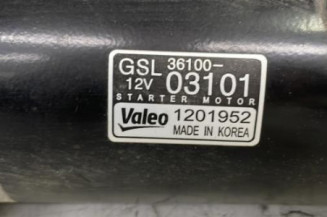 GSL 36100-
12V 03101
STARTER MOTOR
Valeo 1201952
MADE IN KOREA